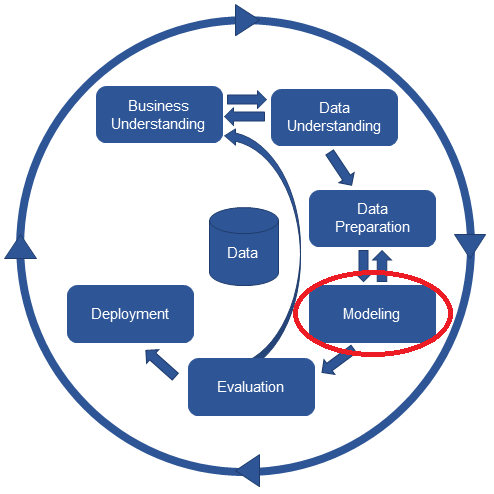 Business
Understanding
Data
Understanding
Data
Preparation
Data
Modeling
Deployment
Evaluation